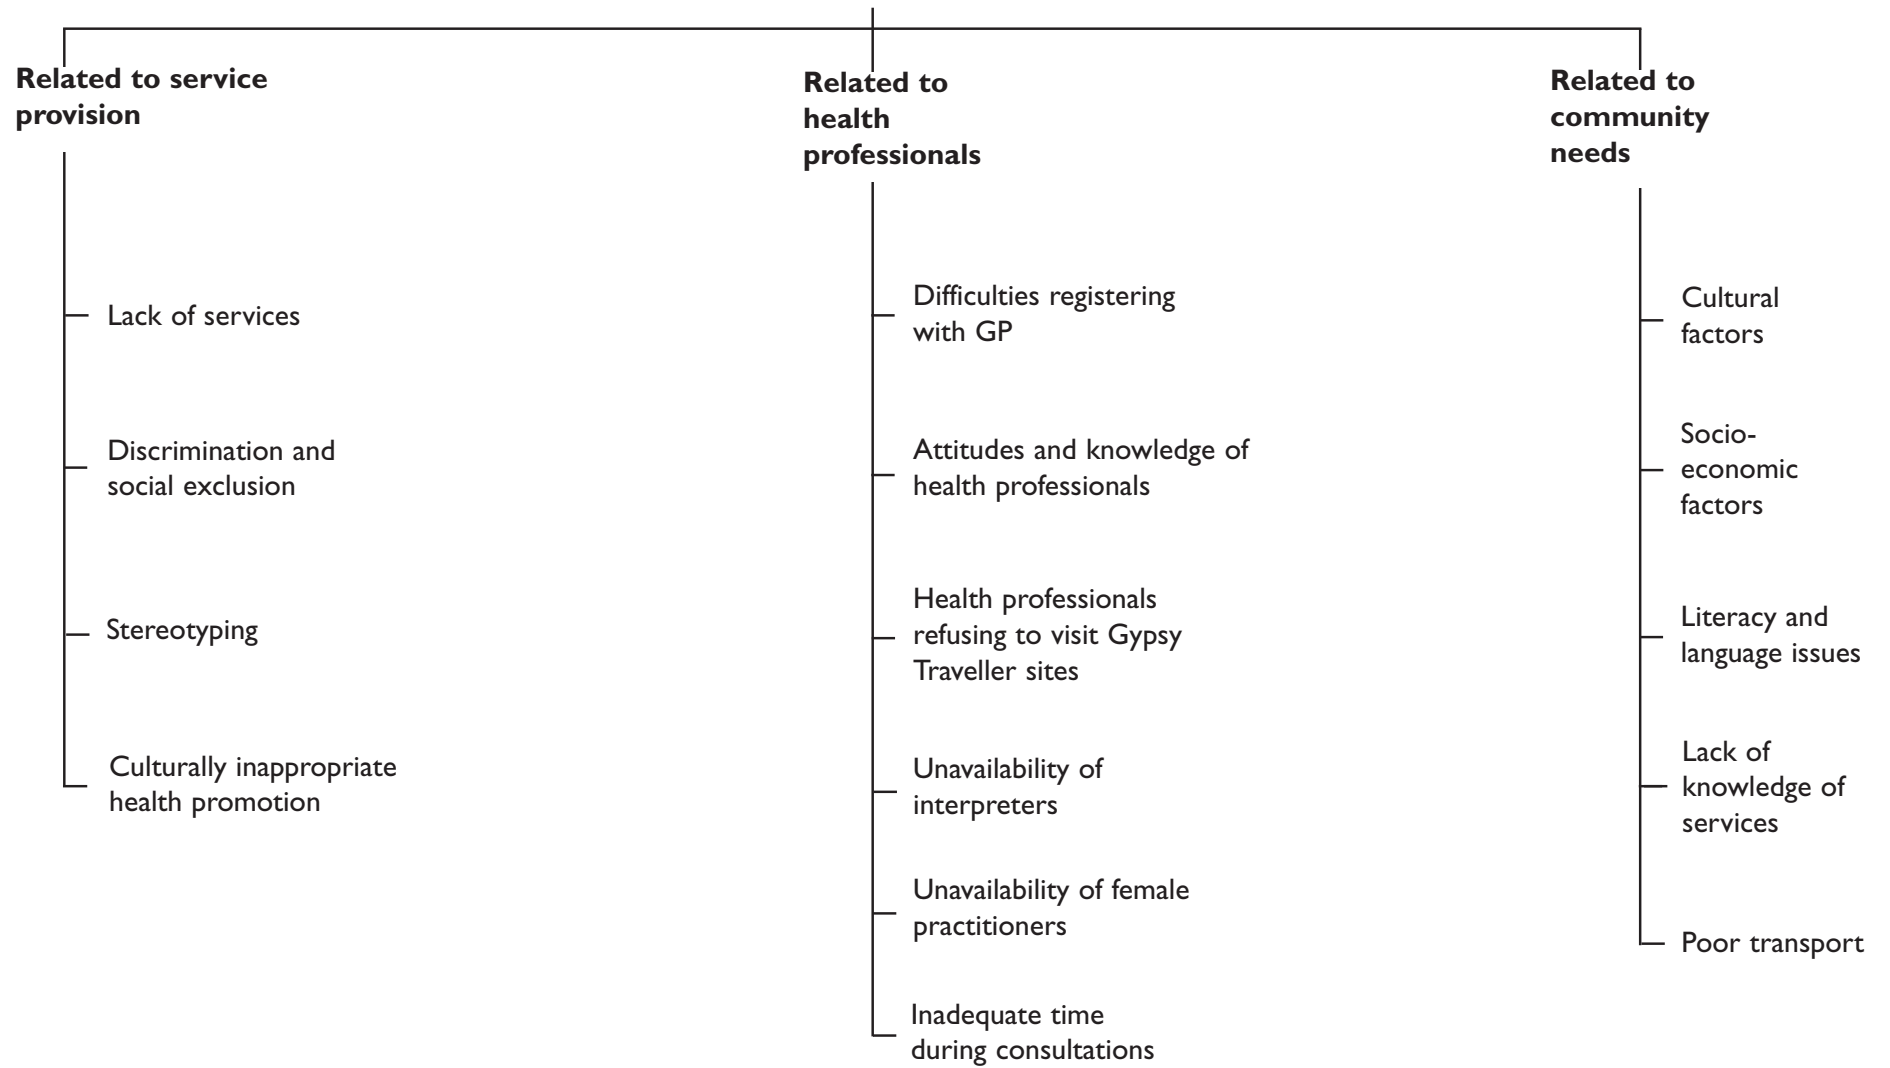 Related to service
provision
Lack of services
Discrimination and
social exclusion
Stereotyping
Culturally inappropriate
health promotion
Related to
health
professionals
Difficulties registering
with GP
Attitudes and knowledge of
health professionals
Health professionals
refusing to visit Gypsy
Traveller sites
Unavailability of
interpreters
Unavailability of female
practitioners
Inadequate time
during consultations
Related to
community
needs
Cultural
factors
Socio-
economic
factors
Literacy and
language issues
Lack of
knowledge of
services
Poor transport